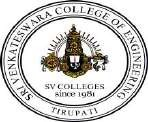 SRI VENKATESWARA COLLEGE OF ENGINEERING
SV COLLEGES
since 1981
TIRUPATI